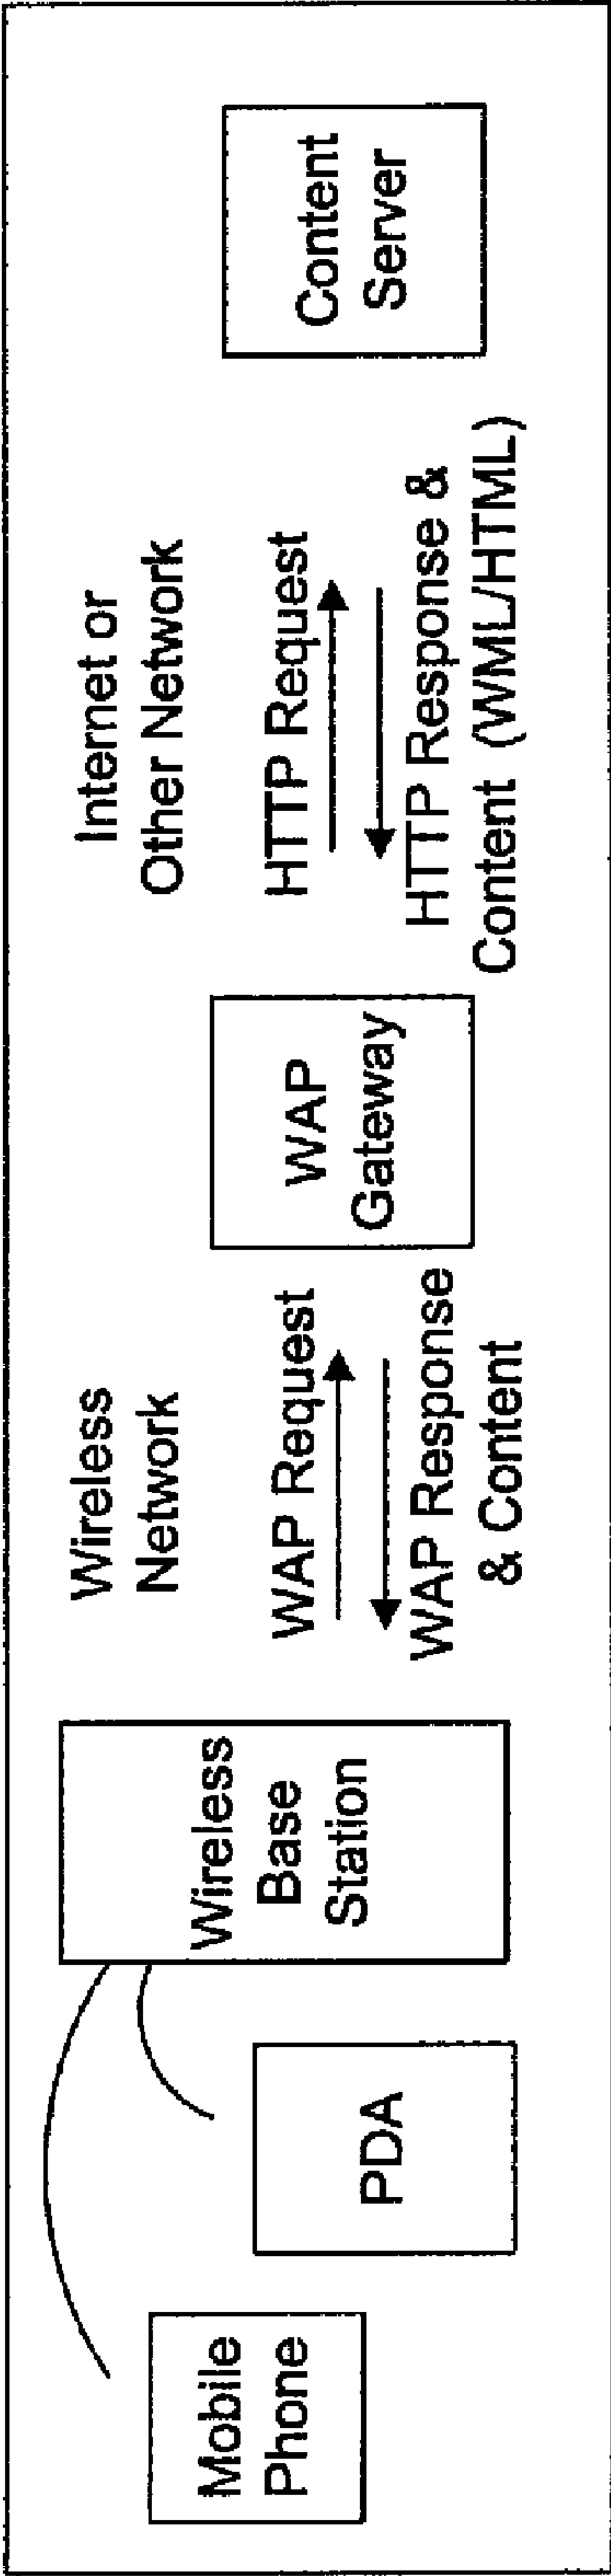 Mobile
Phone
PDA
Wireless
Base
Station
Wireless
Network
WAP Request
WAP Response
& Content
WAP
Gateway
Internet or
Other Network
HTTP Request
HTTP Response &
Content (WML/HTML)
Content
Server